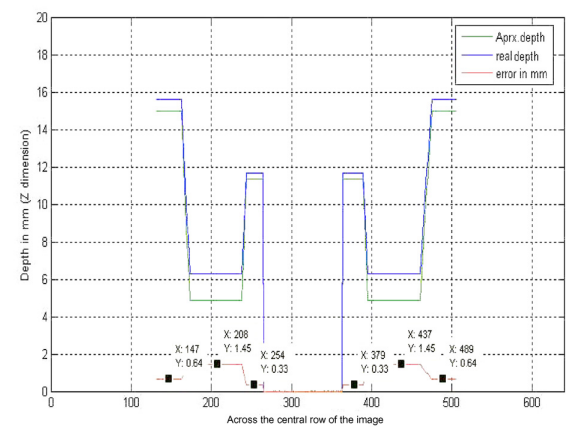 20
18
16
14
12
10
8
6
4
2
0
Depth in mm (Z dimension)
Aprx.depth
real depth
error in mm
X: 147
Y: 0.64
X: 208
Y: 1.45
X: 254
Y: 0.33
X: 379
Y: 0.33
X: 437
Y: 1.45
X: 489
Y: 0.64
0 100 200 300 400 500 600
Across the central row of the image